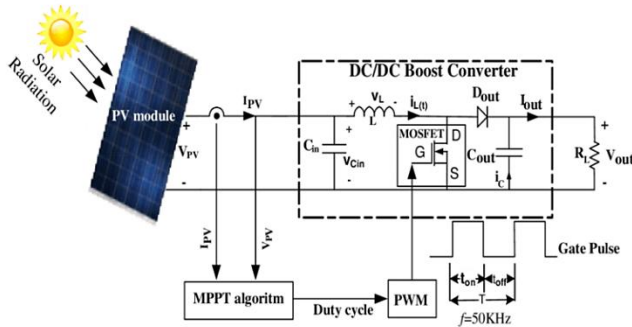 Solar
Radiation
PV module
+
V_PV
-
I_PV
DC/DC Boost Converter
C_in
+
v_Cin
-
+ v_L -
L
i_L(t)
MOSFET
D
G
S
D_out
I_out
C_out
i_C
R_L
+
V_out
-
I_PV
V_PV
MPPT algoritm
Duty cycle
PWM
Gate Pulse
t_on
t_off
T
f=50KHz